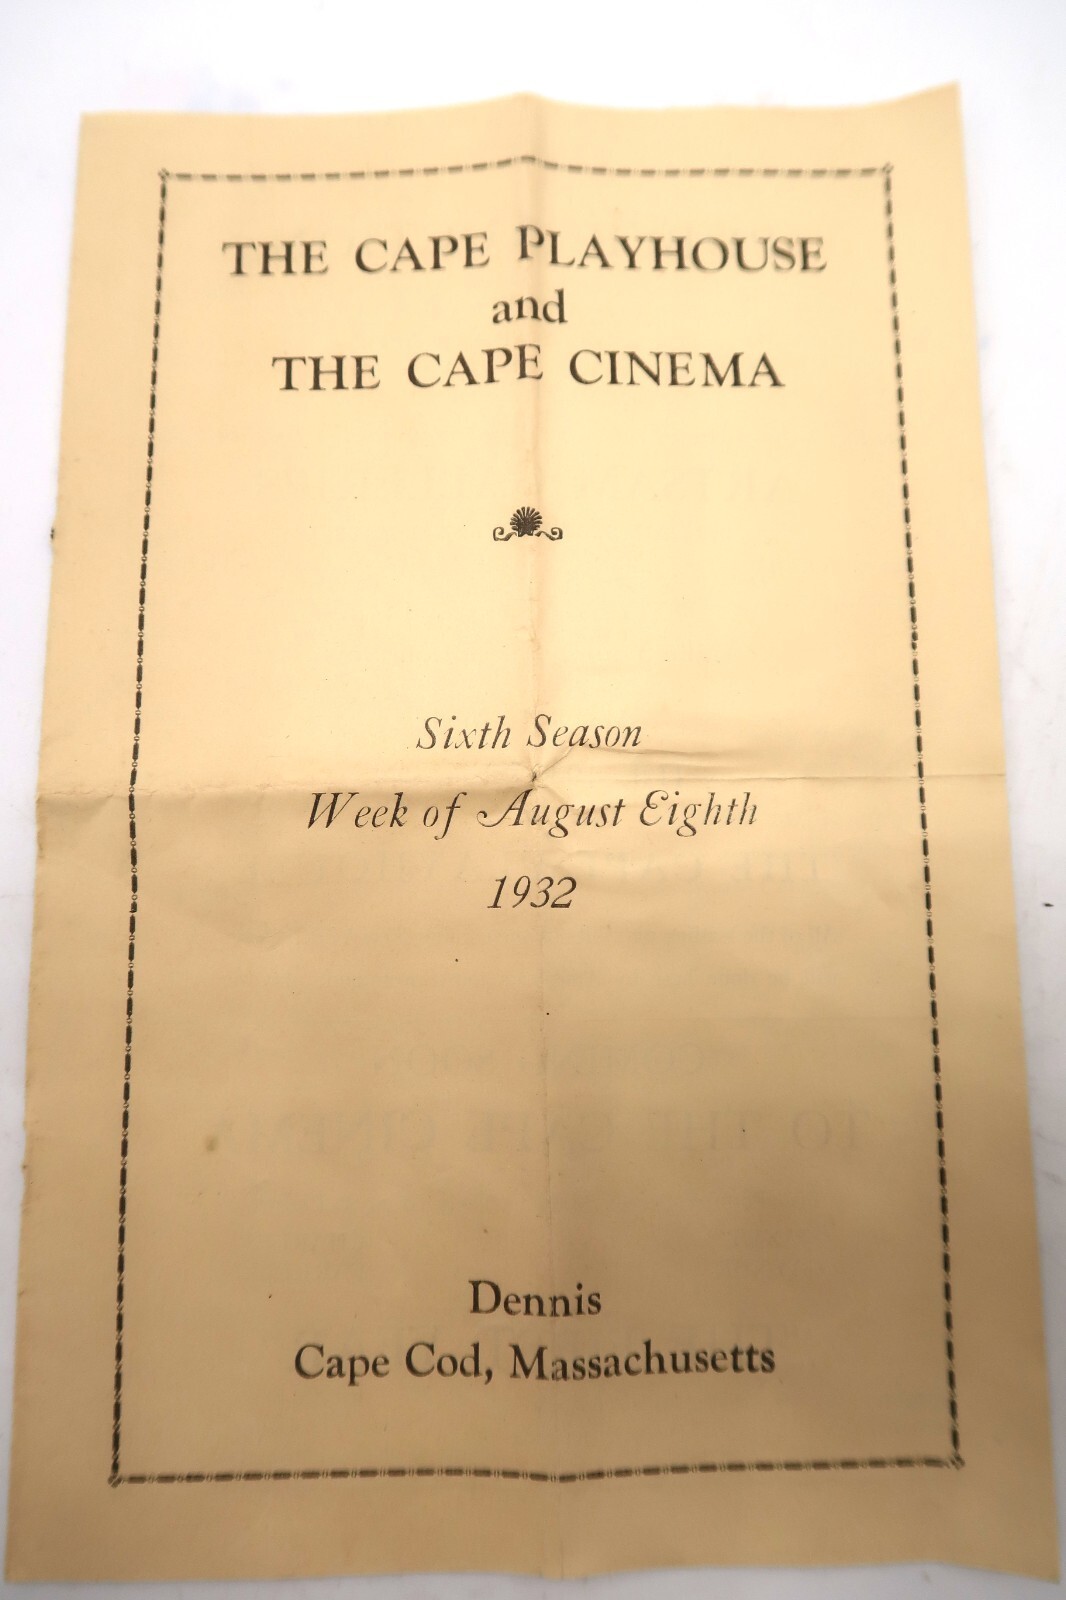 THE CAPE PLAYHOUSE
and
THE CAPE CINEMA
Sixth Season
Week of August Eighth
1932
Dennis
Cape Cod, Massachusetts